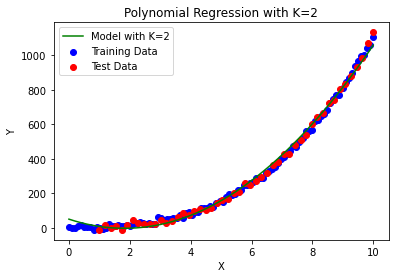 Polynomial Regression with K=2
Model with K=2
Training Data
Test Data
1000
800
600
400
200
0
Y
0
2
4
6
8
10
X